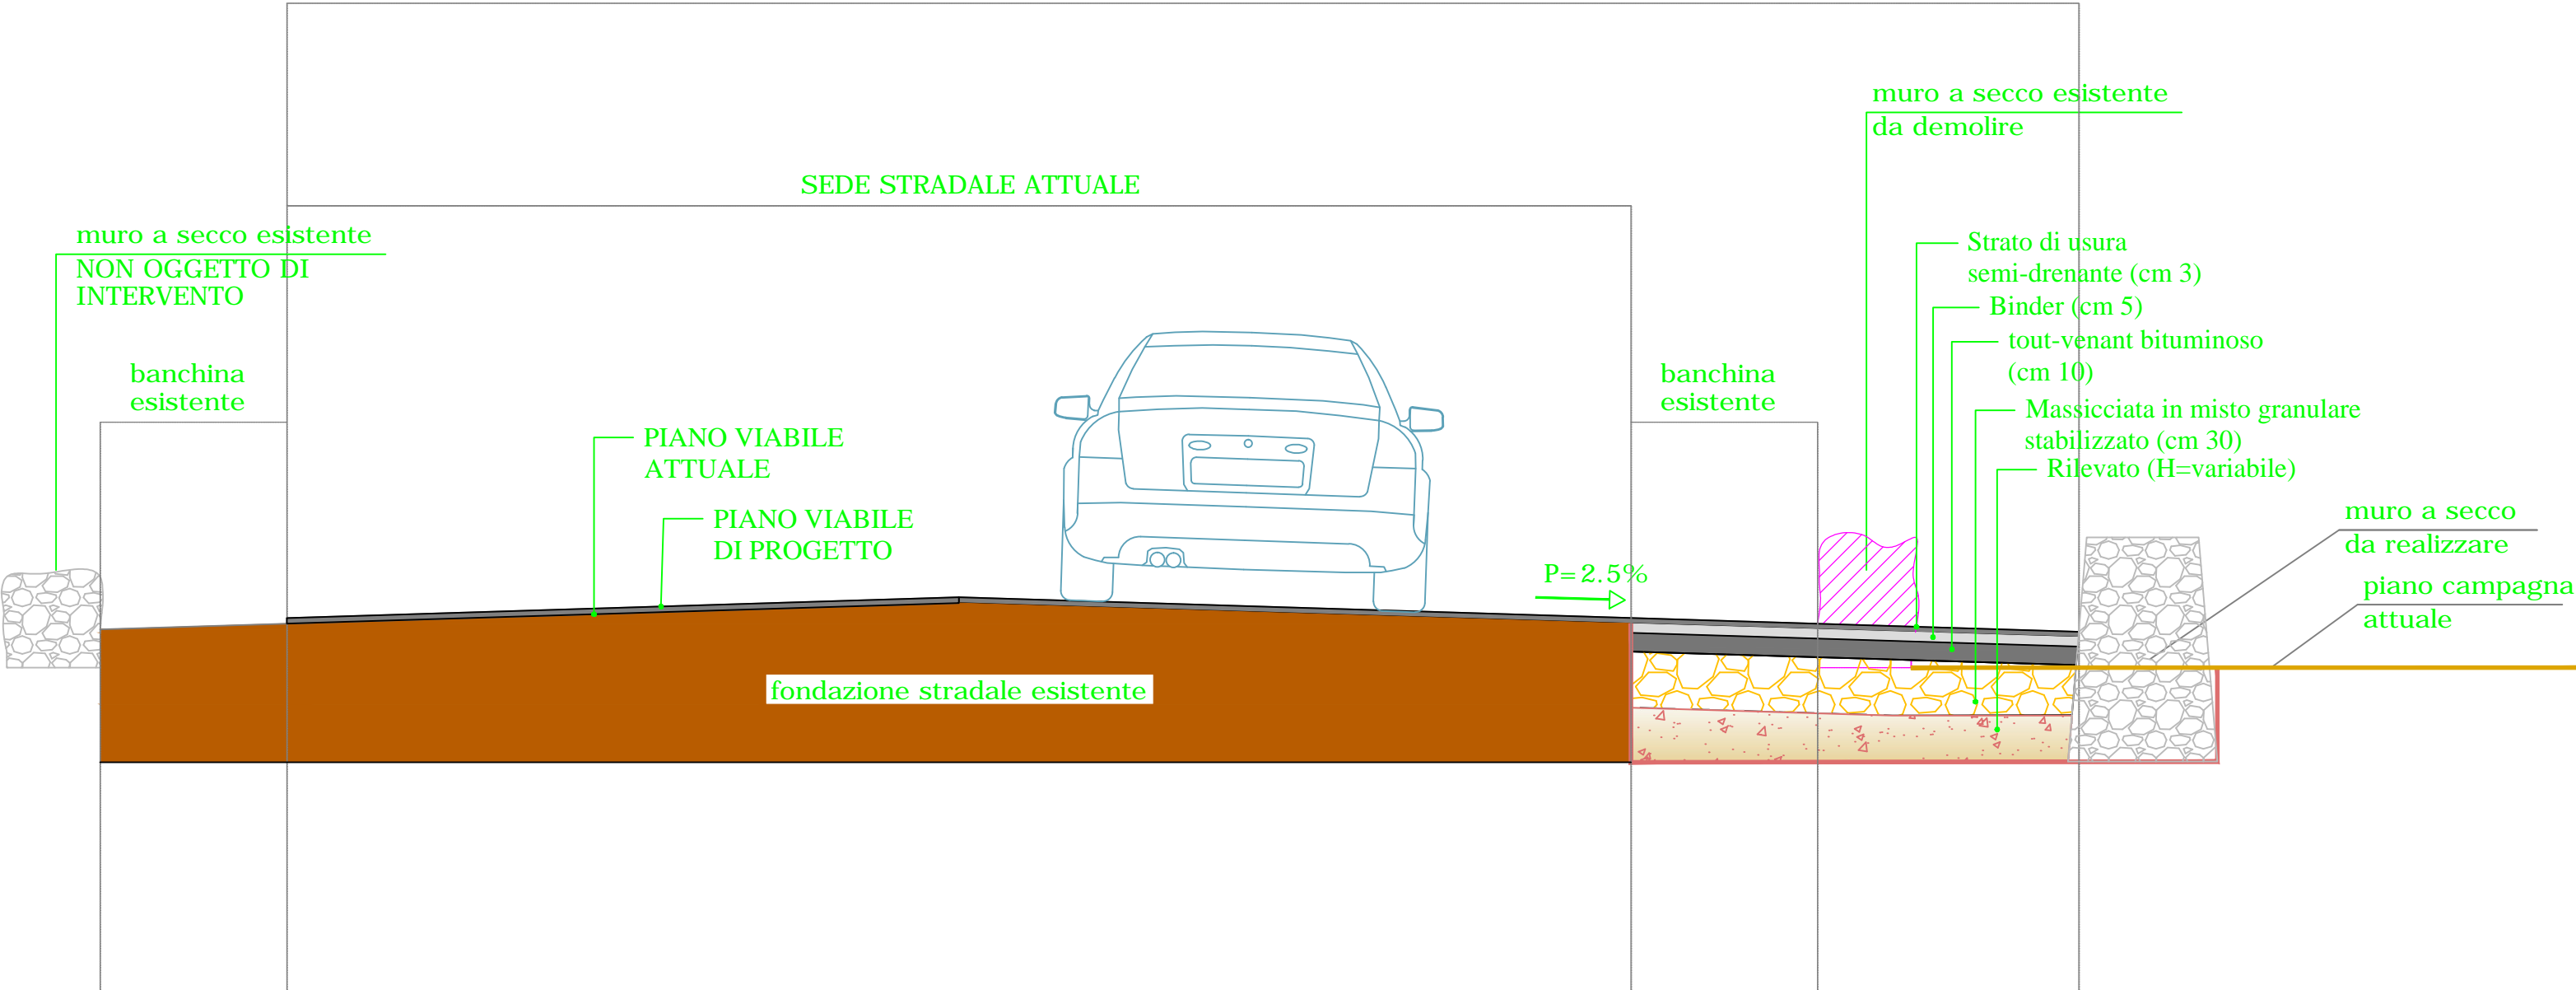 muro a secco esistente
da demolire
SEDE STRADALE ATTUALE
muro a secco esistente
NON OGGETTO DI
INTERVENTO
Strato di usura
semi-drenante (cm 3)
Binder (cm 5)
tout-venant bituminoso
(cm 10)
banchina
esistente
banchina
esistente
Massicciata in misto granulare
stabilizzato (cm 30)
PIANO VIABILE
ATTUALE
Rilevato (H=variabile)
PIANO VIABILE
DI PROGETTO
muro a secco
da realizzare
P=2.5%
piano campagna
attuale
fondazione stradale esistente